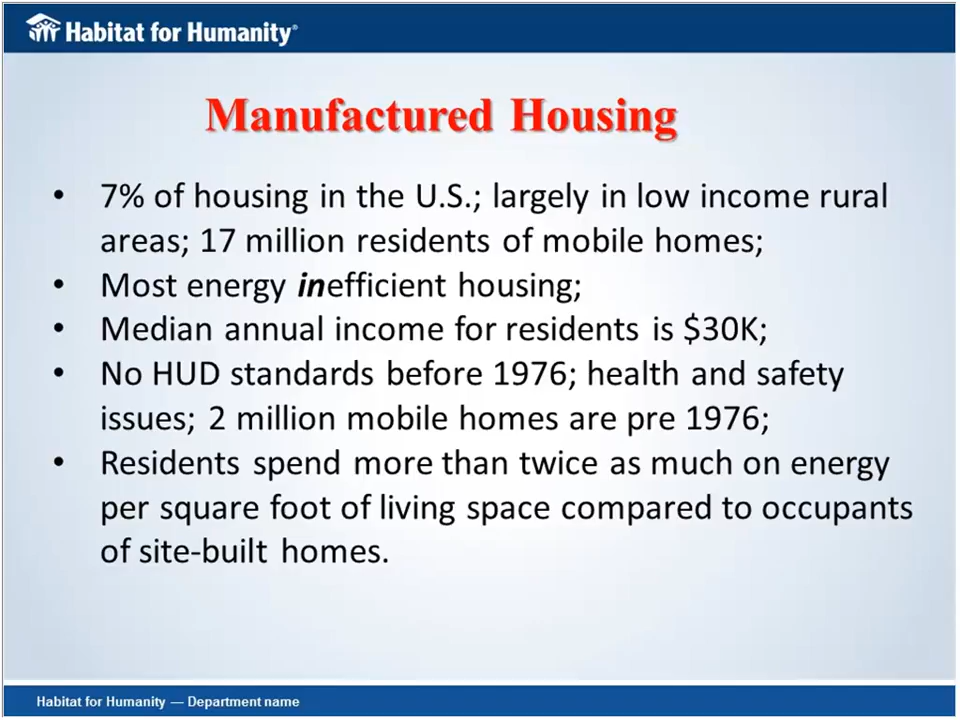 Habitat for Humanity®
Manufactured Housing
• 7% of housing in the U.S.; largely in low income rural
areas; 17 million residents of mobile homes;
• Most energy inefficient housing;
• Median annual income for residents is $30K;
• No HUD standards before 1976; health and safety
issues; 2 million mobile homes are pre 1976;
• Residents spend more than twice as much on energy
per square foot of living space compared to occupants
of site-built homes.
Habitat for Humanity — Department name